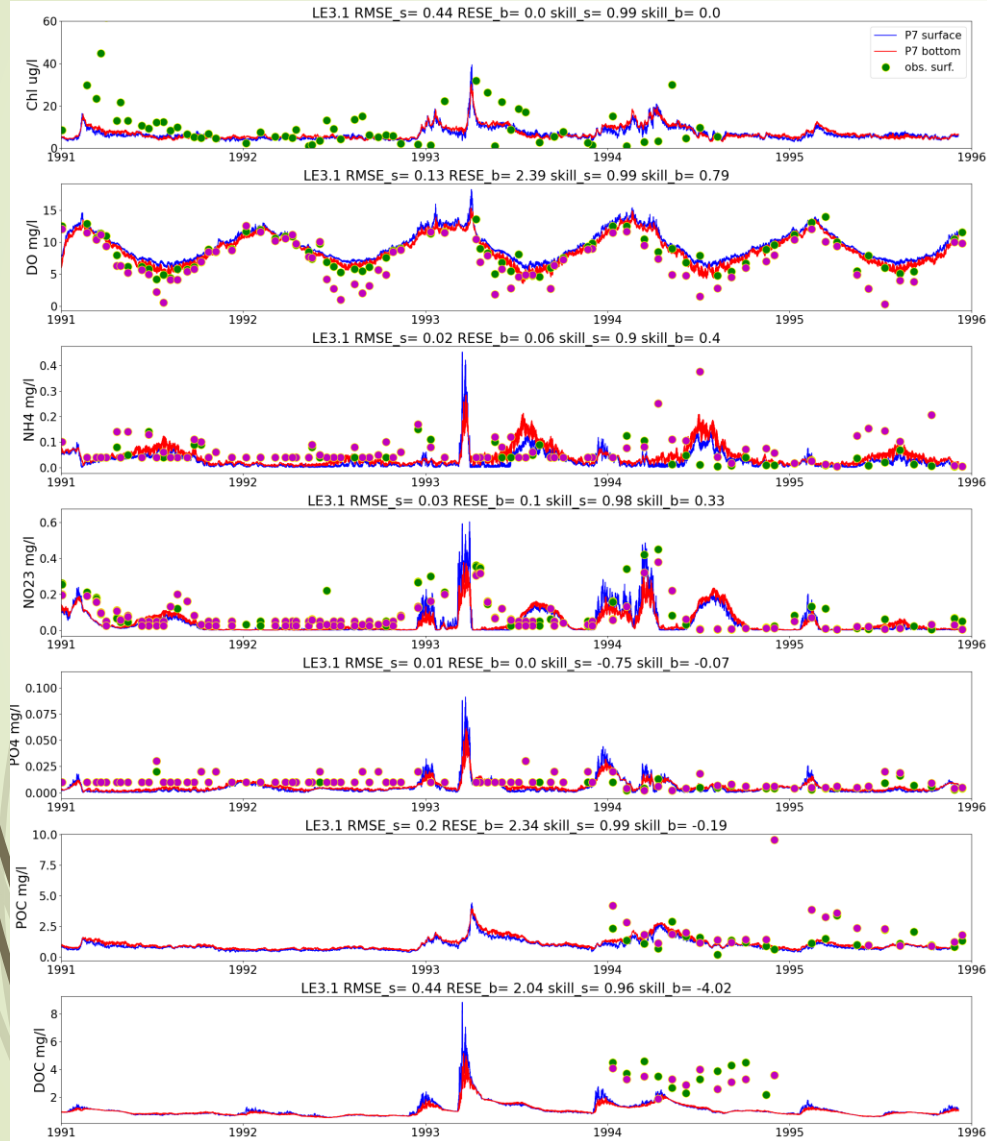 LE3.1 RMSE_s= 0.44 RESE_b= 0.0 skill_s= 0.99 skill_b= 0.0
Chl ug/l
60
40
20
0
P7 surface
P7 bottom
obs. surf.
1991 1992 1993 1994 1995 1996
LE3.1 RMSE_s= 0.13 RESE_b= 2.39 skill_s= 0.99 skill_b= 0.79
DO mg/l
15
10
5
0
1991 1992 1993 1994 1995 1996
LE3.1 RMSE_s= 0.02 RESE_b= 0.06 skill_s= 0.9 skill_b= 0.4
NH4 mg/l
0.4
0.3
0.2
0.1
0.0
1991 1992 1993 1994 1995 1996
LE3.1 RMSE_s= 0.03 RESE_b= 0.1 skill_s= 0.98 skill_b= 0.33
NO23 mg/l
0.6
0.4
0.2
0.0
1991 1992 1993 1994 1995 1996
LE3.1 RMSE_s= 0.01 RESE_b= 0.0 skill_s= -0.75 skill_b= -0.07
PO4 mg/l
0.100
0.075
0.050
0.025
0.000
1991 1992 1993 1994 1995 1996
LE3.1 RMSE_s= 0.2 RESE_b= 2.34 skill_s= 0.99 skill_b= -0.19
POC mg/l
10.0
7.5
5.0
2.5
0.0
1991 1992 1993 1994 1995 1996
LE3.1 RMSE_s= 0.44 RESE_b= 2.04 skill_s= 0.96 skill_b= -4.02
DOC mg/l
8
6
4
2
1991 1992 1993 1994 1995 1996